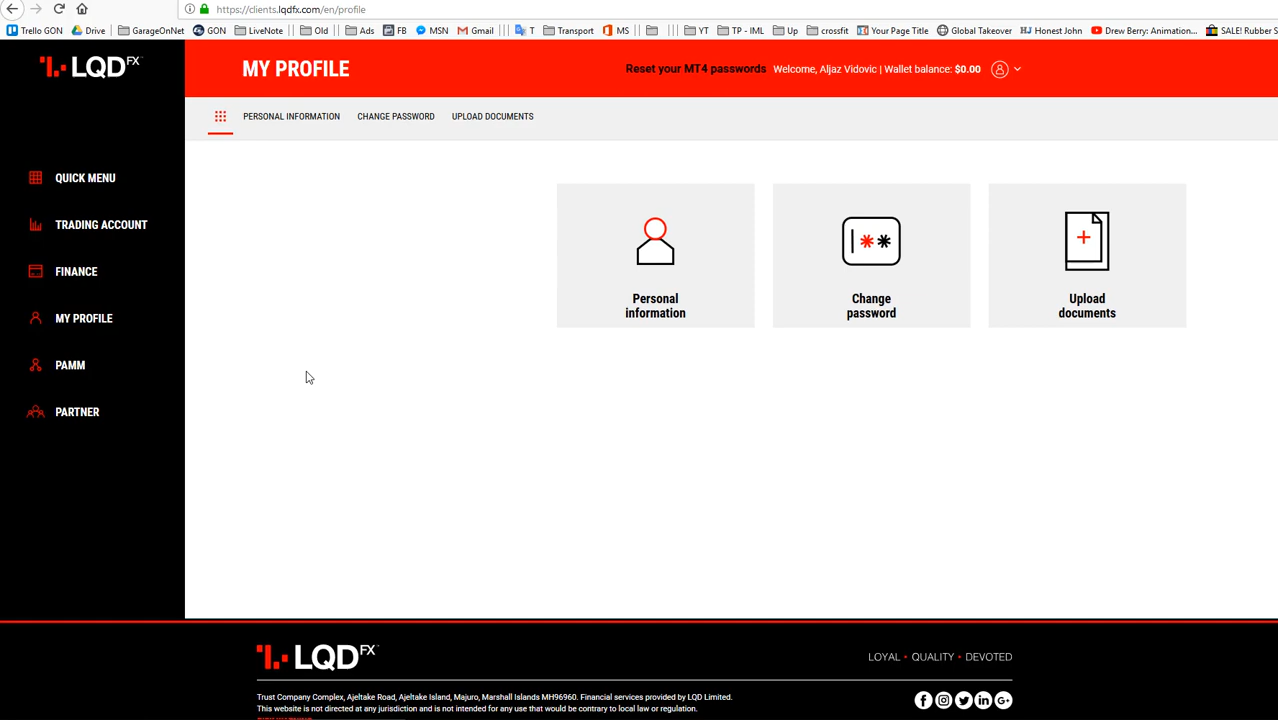 https://clients.lqdfx.com/en/profile
Trello GON Drive GarageOnNet GON LiveNote Old Ads FB MSN Gmail T Transport MS YT TP - IML Up crossfit Your Page Title Global Takeover HJ Honest John Drew Berry: Animation... SALE! Rubber S
LQD FX
MY PROFILE
Reset your MT4 passwords Welcome, Aljaz Vidovic | Wallet balance: $0.00
PERSONAL INFORMATION CHANGE PASSWORD UPLOAD DOCUMENTS
QUICK MENU
TRADING ACCOUNT
FINANCE
MY PROFILE
PAMM
PARTNER
Personal
information
Change
password
Upload
documents
LQD FX
LOYAL • QUALITY • DEVOTED
Trust Company Complex, Ajeltake Road, Ajeltake Island, Majuro, Marshall Islands MH96960. Financial services provided by LQD Limited.
This website is not directed at any jurisdiction and is not intended for any use that would be contrary to local law or regulation.